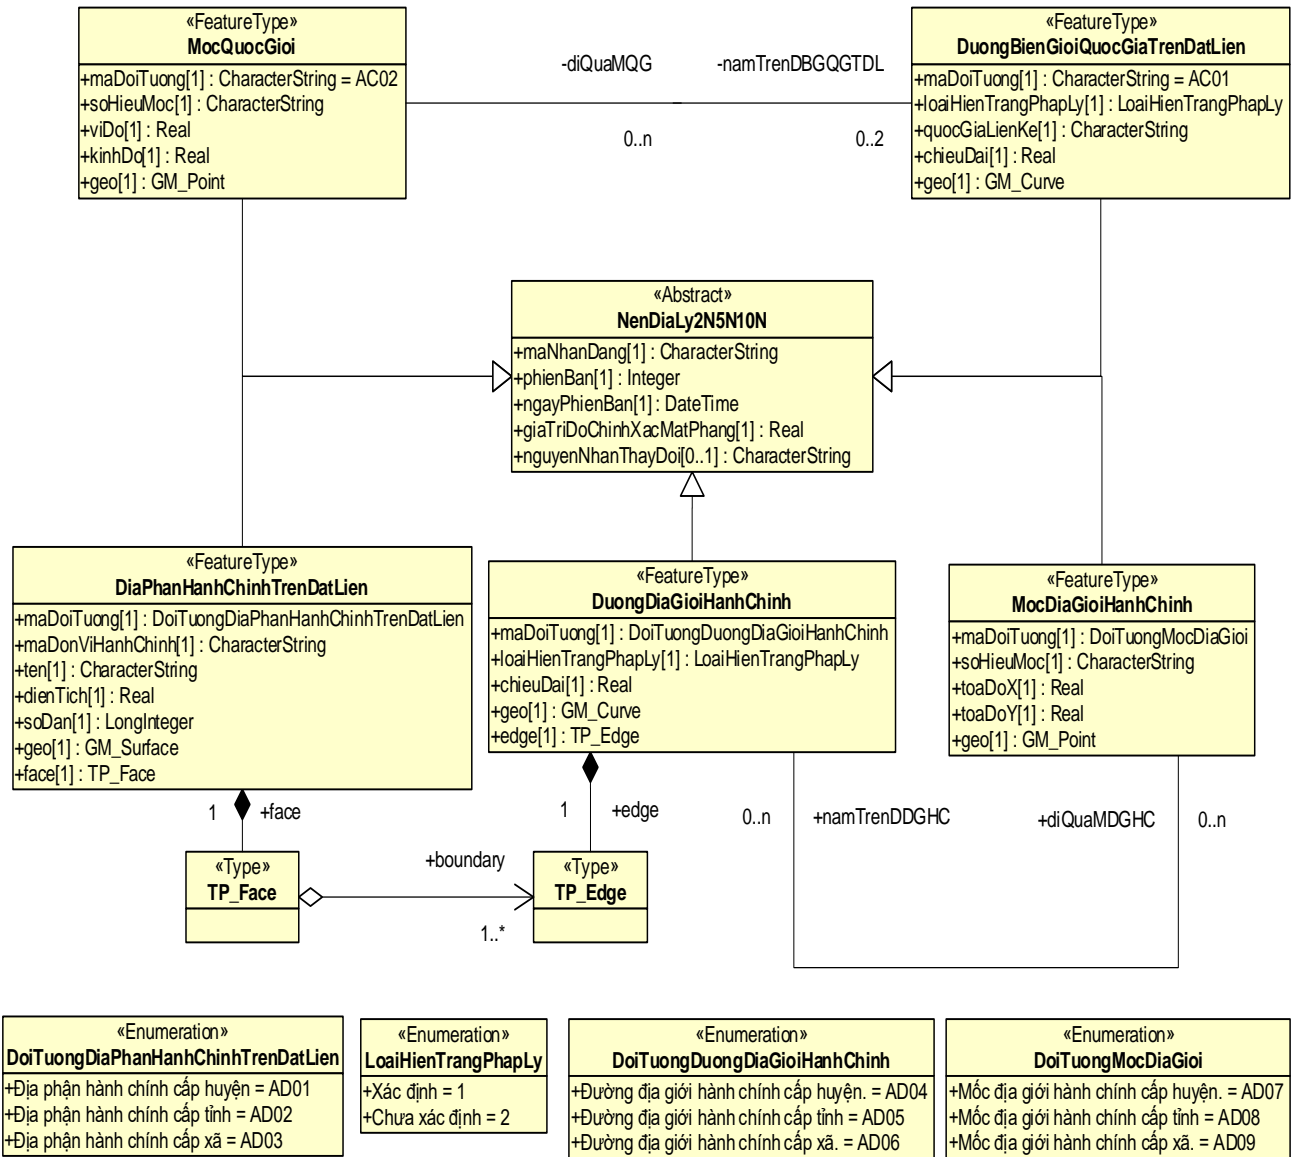 «FeatureType»
MocQuocGioi
+maDoiTuong[1] : CharacterString = AC02
+soHieuMoc[1] : CharacterString
+viDo[1] : Real
+kinhDo[1] : Real
+geo[1] : GM_Point
-diQuaMQG
-namTrenDBGQGTDL
0..n
0..2
«FeatureType»
DuongBienGioiQuocGiaTrenDatLien
+maDoiTuong[1] : CharacterString = AC01
+loaiHienTrangPhapLy[1] : LoaiHienTrangPhapLy
+quocGiaLienKe[1] : CharacterString
+chieuDai[1] : Real
+geo[1] : GM_Curve
«Abstract»
NenDiaLy2N5N10N
+maNhanDang[1] : CharacterString
+phienBan[1] : Integer
+ngayPhienBan[1] : DateTime
+giaTriDoChinhXacMatPhang[1] : Real
+nguyenNhanThayDoi[0..1] : CharacterString
«FeatureType»
DiaPhanHanhChinhTrenDatLien
+maDoiTuong[1] : DoiTuongDiaPhanHanhChinhTrenDatLien
+maDonViHanhChinh[1] : CharacterString
+ten[1] : CharacterString
+dienTich[1] : Real
+soDan[1] : LongInteger
+geo[1] : GM_Surface
+face[1] : TP_Face
«FeatureType»
DuongDiaGioiHanhChinh
+maDoiTuong[1] : DoiTuongDuongDiaGioiHanhChinh
+loaiHienTrangPhapLy[1] : LoaiHienTrangPhapLy
+chieuDai[1] : Real
+geo[1] : GM_Curve
+edge[1] : TP_Edge
«FeatureType»
MocDiaGioiHanhChinh
+maDoiTuong[1] : DoiTuongMocDiaGioi
+soHieuMoc[1] : CharacterString
+toaDoX[1] : Real
+toaDoY[1] : Real
+geo[1] : GM_Point
1
+face
1
+edge
0..n
+namTrenDDGHC
+diQuaMDGHC
0..n
«Type»
TP_Face
+boundary
1..*
«Type»
TP_Edge
«Enumeration»
DoiTuongDiaPhanHanhChinhTrenDatLien
+Địa phận hành chính cấp huyện = AD01
+Địa phận hành chính cấp tỉnh = AD02
+Địa phận hành chính cấp xã = AD03
«Enumeration»
LoaiHienTrangPhapLy
+Xác định = 1
+Chưa xác định = 2
«Enumeration»
DoiTuongDuongDiaGioiHanhChinh
+Đường địa giới hành chính cấp huyện. = AD04
+Đường địa giới hành chính cấp tỉnh = AD05
+Đường địa giới hành chính cấp xã. = AD06
«Enumeration»
DoiTuongMocDiaGioi
+Mốc địa giới hành chính cấp huyện. = AD07
+Mốc địa giới hành chính cấp tỉnh = AD08
+Mốc địa giới hành chính cấp xã. = AD09